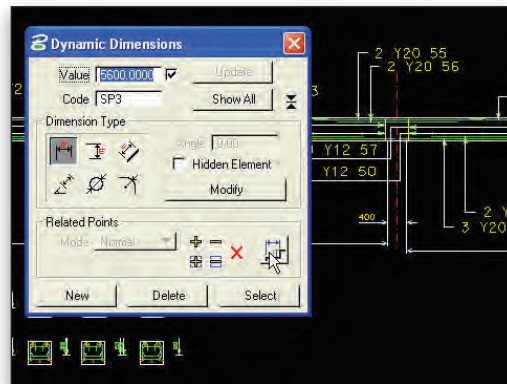 Dynamic Dimensions
Value 5600.0000 Update
Code SP3 Show All
Dimension Type
Angle 0.00
Hidden Element
Modify
Related Points
Mode Normal
New Delete Select
2 Y20 55
2 Y20 56
Y12 57
Y12 50
400
3 Y20
2 Y